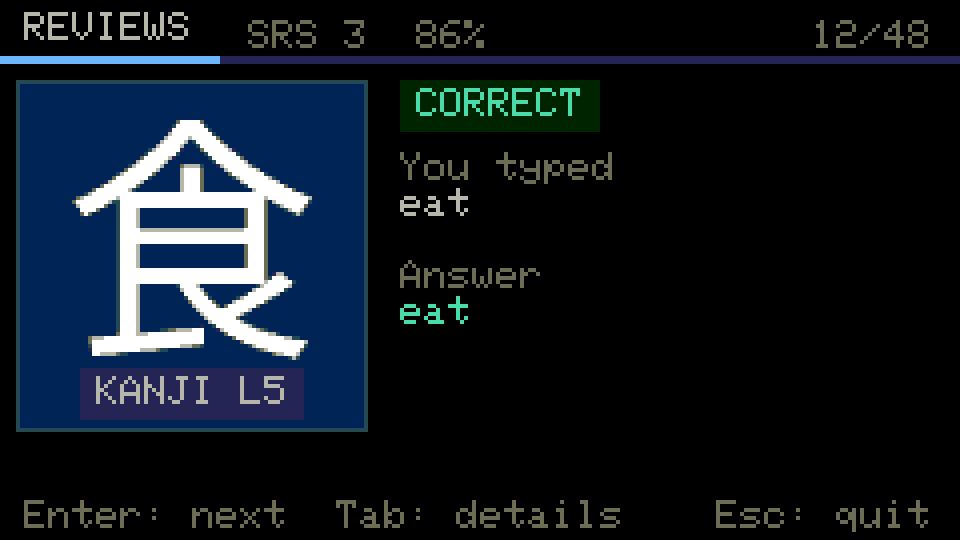 REVIEWS SRS 3 86% 12/48
食
KANJI L5
CORRECT
You typed
eat
Answer
eat
Enter: next Tab: details Esc: quit